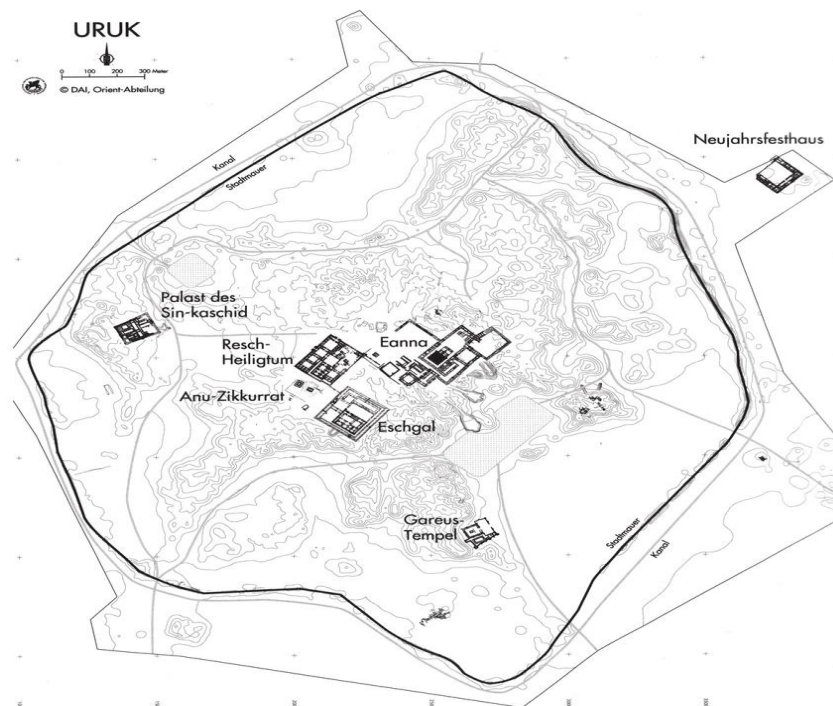 URUK
0 100 200 300 Meter
© DAI, Orient-Abteilung
Neujahrsfesthaus
Kanal
Stadtmauer
Palast des
Sin-kaschid
Resch-
Heiligtum
Eanna
Anu-Zikkurrat
Eschgal
Gareus-
Tempel
Stadtmauer
Kanal